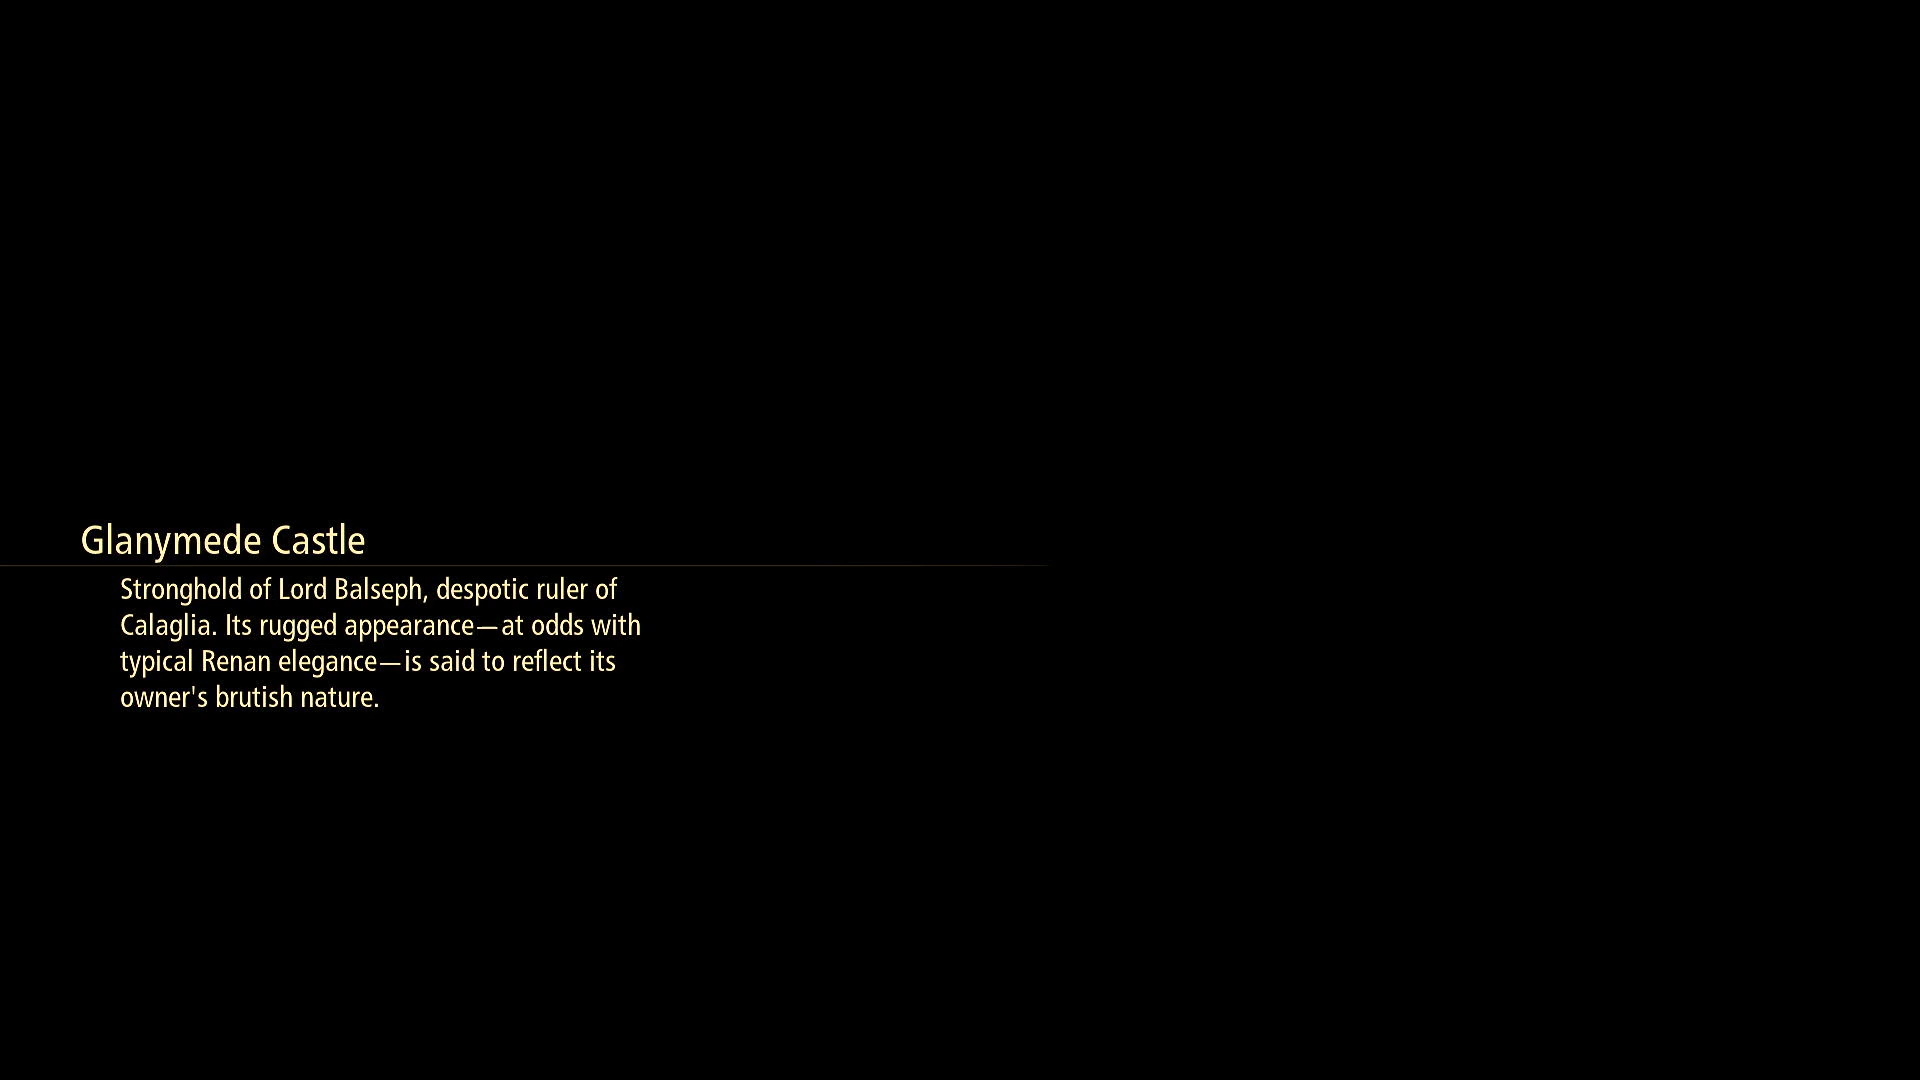 Glanymede Castle
Stronghold of Lord Balseph, despotic ruler of
Calaglia. Its rugged appearance—at odds with
typical Renan elegance—is said to reflect its
owner's brutish nature.